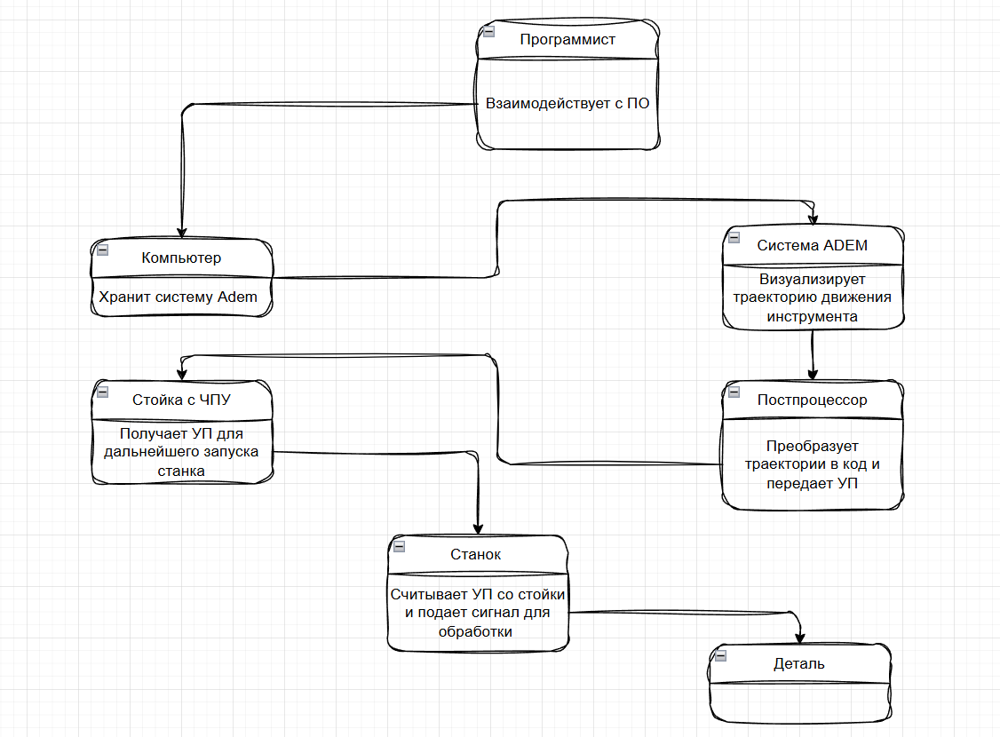 Программист
Взаимодействует с ПО
Компьютер
Хранит систему Adem
Система ADEM
Визуализирует
траекторию движения
инструмента
Постпроцессор
Преобразует
траектории в код и
передает УП
Стойка с ЧПУ
Получает УП для
дальнейшего запуска
станка
Станок
Считывает УП со стойки
и подает сигнал для
обработки
Деталь